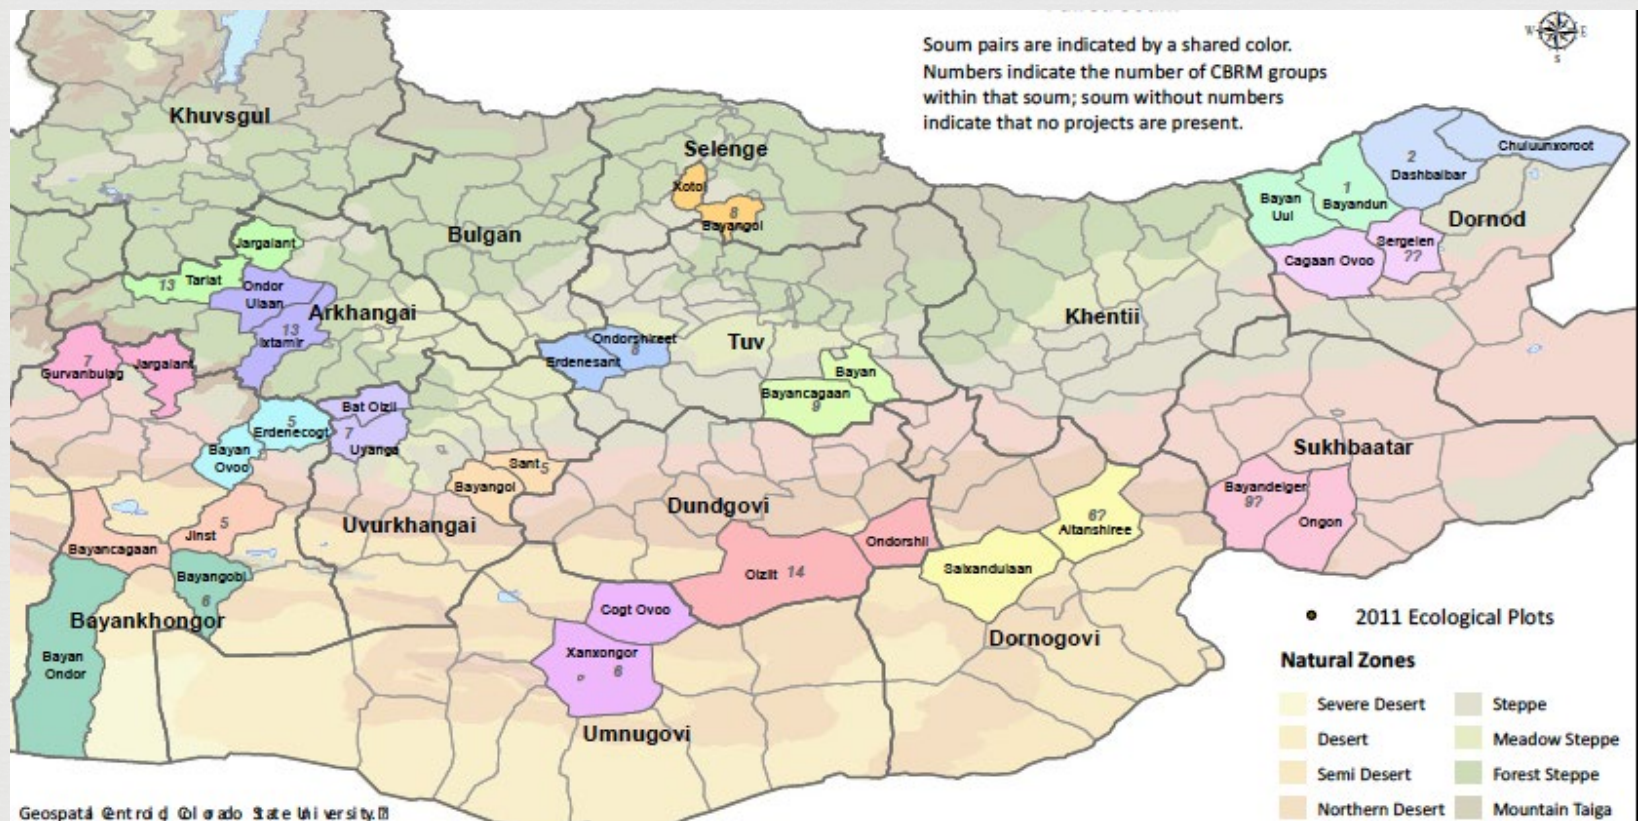 Soum pairs are indicated by a shared color.
Numbers indicate the number of CBRM groups
within that soum; soum without numbers
indicate that no projects are present.
W E
S
Khuvsgul
Selenge
Xotol
8
Bayangol
Bulgan
Jargalant
13 Tariat
Ondor
Ulaan
Arkhangai
13
Ixtamir
7
Gurvanbulag
Jargalant
Ondorshireet
6
Erdenesant
Tuv
Bayan
Bayancagaan
9
Khentii
2
Dashbalbar
Chuluunxoroot
1
Bayandun
Bayan
Uul
Dornod
Sergelen
??
Cagaan Ovoo
5
Erdenecogt
Bat Olzii
7
Uyanga
Bayan
Ovoo
Sant 5
Bayangol
Uvurkhangai
Dundgovi
Sukhbaatar
Bayandelger
9?
Ongon
6?
Altanshiree
Saixandulaan
Ondorshil
Olziit 14
5
Jinst
Bayancagaan
Bayangobi
6
Bayankhongor
Bayan
Ondor
Cogt Ovoo
Xanxongor
6
Umnugovi
Dornogovi
2011 Ecological Plots
Natural Zones
Severe Desert
Desert
Semi Desert
Northern Desert
Steppe
Meadow Steppe
Forest Steppe
Mountain Taiga